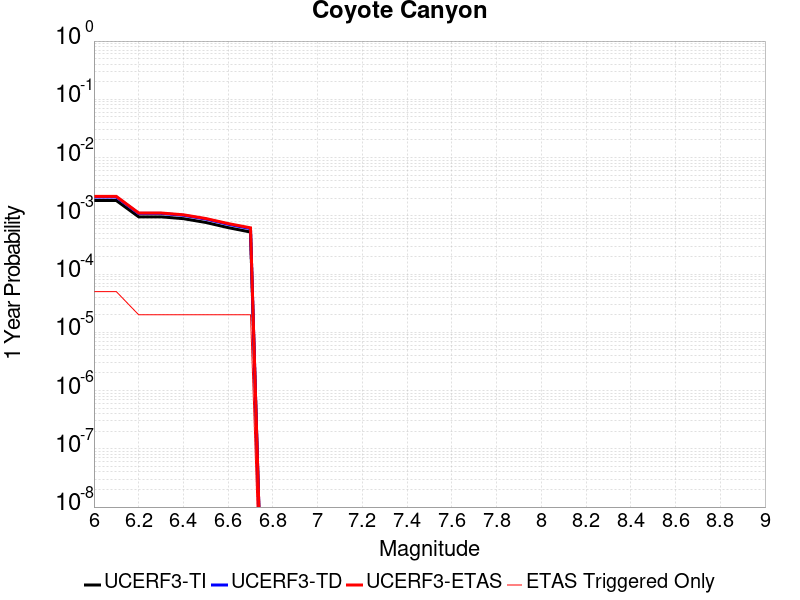 Coyote Canyon
10^0
10^-1
10^-2
10^-3
10^-4
10^-5
10^-6
10^-7
10^-8
1 Year Probability
6 6.2 6.4 6.6 6.8 7 7.2 7.4 7.6 7.8 8 8.2 8.4 8.6 8.8 9
Magnitude
UCERF3-TI UCERF3-TD UCERF3-ETAS ETAS Triggered Only